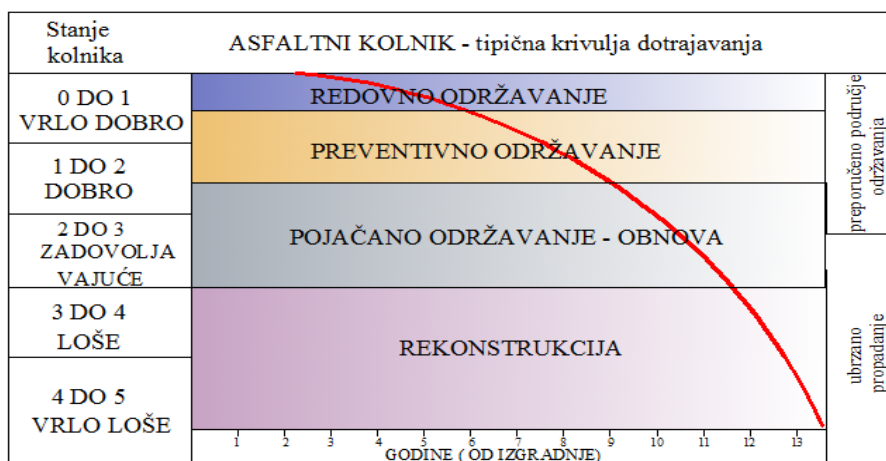 Stanje
kolnika
ASFALTNI KOLNIK - tipična krivulja dotrajavanja
0 DO 1
VRLO DOBRO
1 DO 2
DOBRO
2 DO 3
ZADOVOLJA
VAJUĆE
3 DO 4
LOŠE
4 DO 5
VRLO LOŠE
REDOVNO ODRŽAVANJE
PREVENTIVNO ODRŽAVANJE
POJAČANO ODRŽAVANJE - OBNOVA
REKONSTRUKCIJA
preporučeno područje
održavanja
ubrzano
propadanje
1 2 3 4 5 6 7 8 9 10 11 12 13
GODINE ( OD IZGRADNJE)